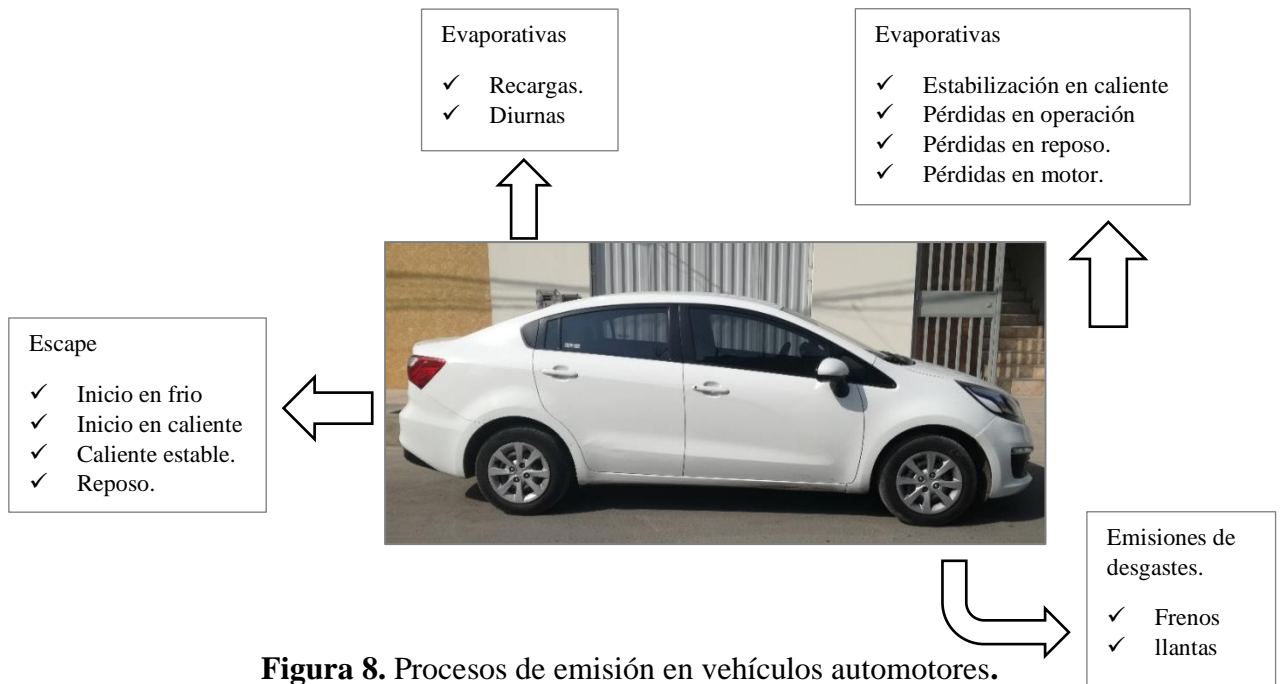 Evaporativas
✓ Recargas.
✓ Diurnas
Evaporativas
✓ Estabilización en caliente
✓ Pérdidas en operación
✓ Pérdidas en reposo.
✓ Pérdidas en motor.
Escape
✓ Inicio en frio
✓ Inicio en caliente
✓ Caliente estable.
✓ Reposo.
Emisiones de
desgastes.
✓ Frenos
✓ llantas
Figura 8. Procesos de emisión en vehículos automotores.